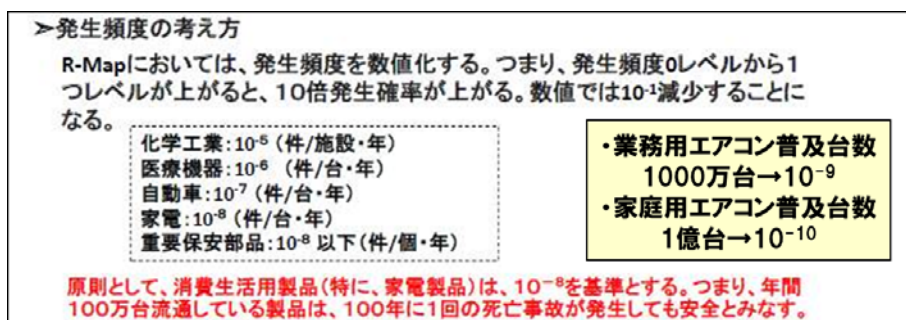 ➢発生頻度の考え方
R-Mapにおいては、発生頻度を数値化する。つまり、発生頻度0レベルから1
つレベルが上がると、10倍発生確率が上がる。数値では10⁻¹減少することに
なる。
化学工業:10⁻⁵ (件/施設・年)
医療機器:10⁻⁶ (件/台・年)
自動車:10⁻⁷ (件/台・年)
家電:10⁻⁸ (件/台・年)
重要保安部品:10⁻⁸ 以下(件/個・年)
・業務用エアコン普及台数
1000万台→10⁻⁹
・家庭用エアコン普及台数
1億台→10⁻¹⁰
原則として、消費生活用製品(特に、家電製品)は、10⁻⁸を基準とする。つまり、年間
100万台流通している製品は、100年に1回の死亡事故が発生しても安全とみなす。